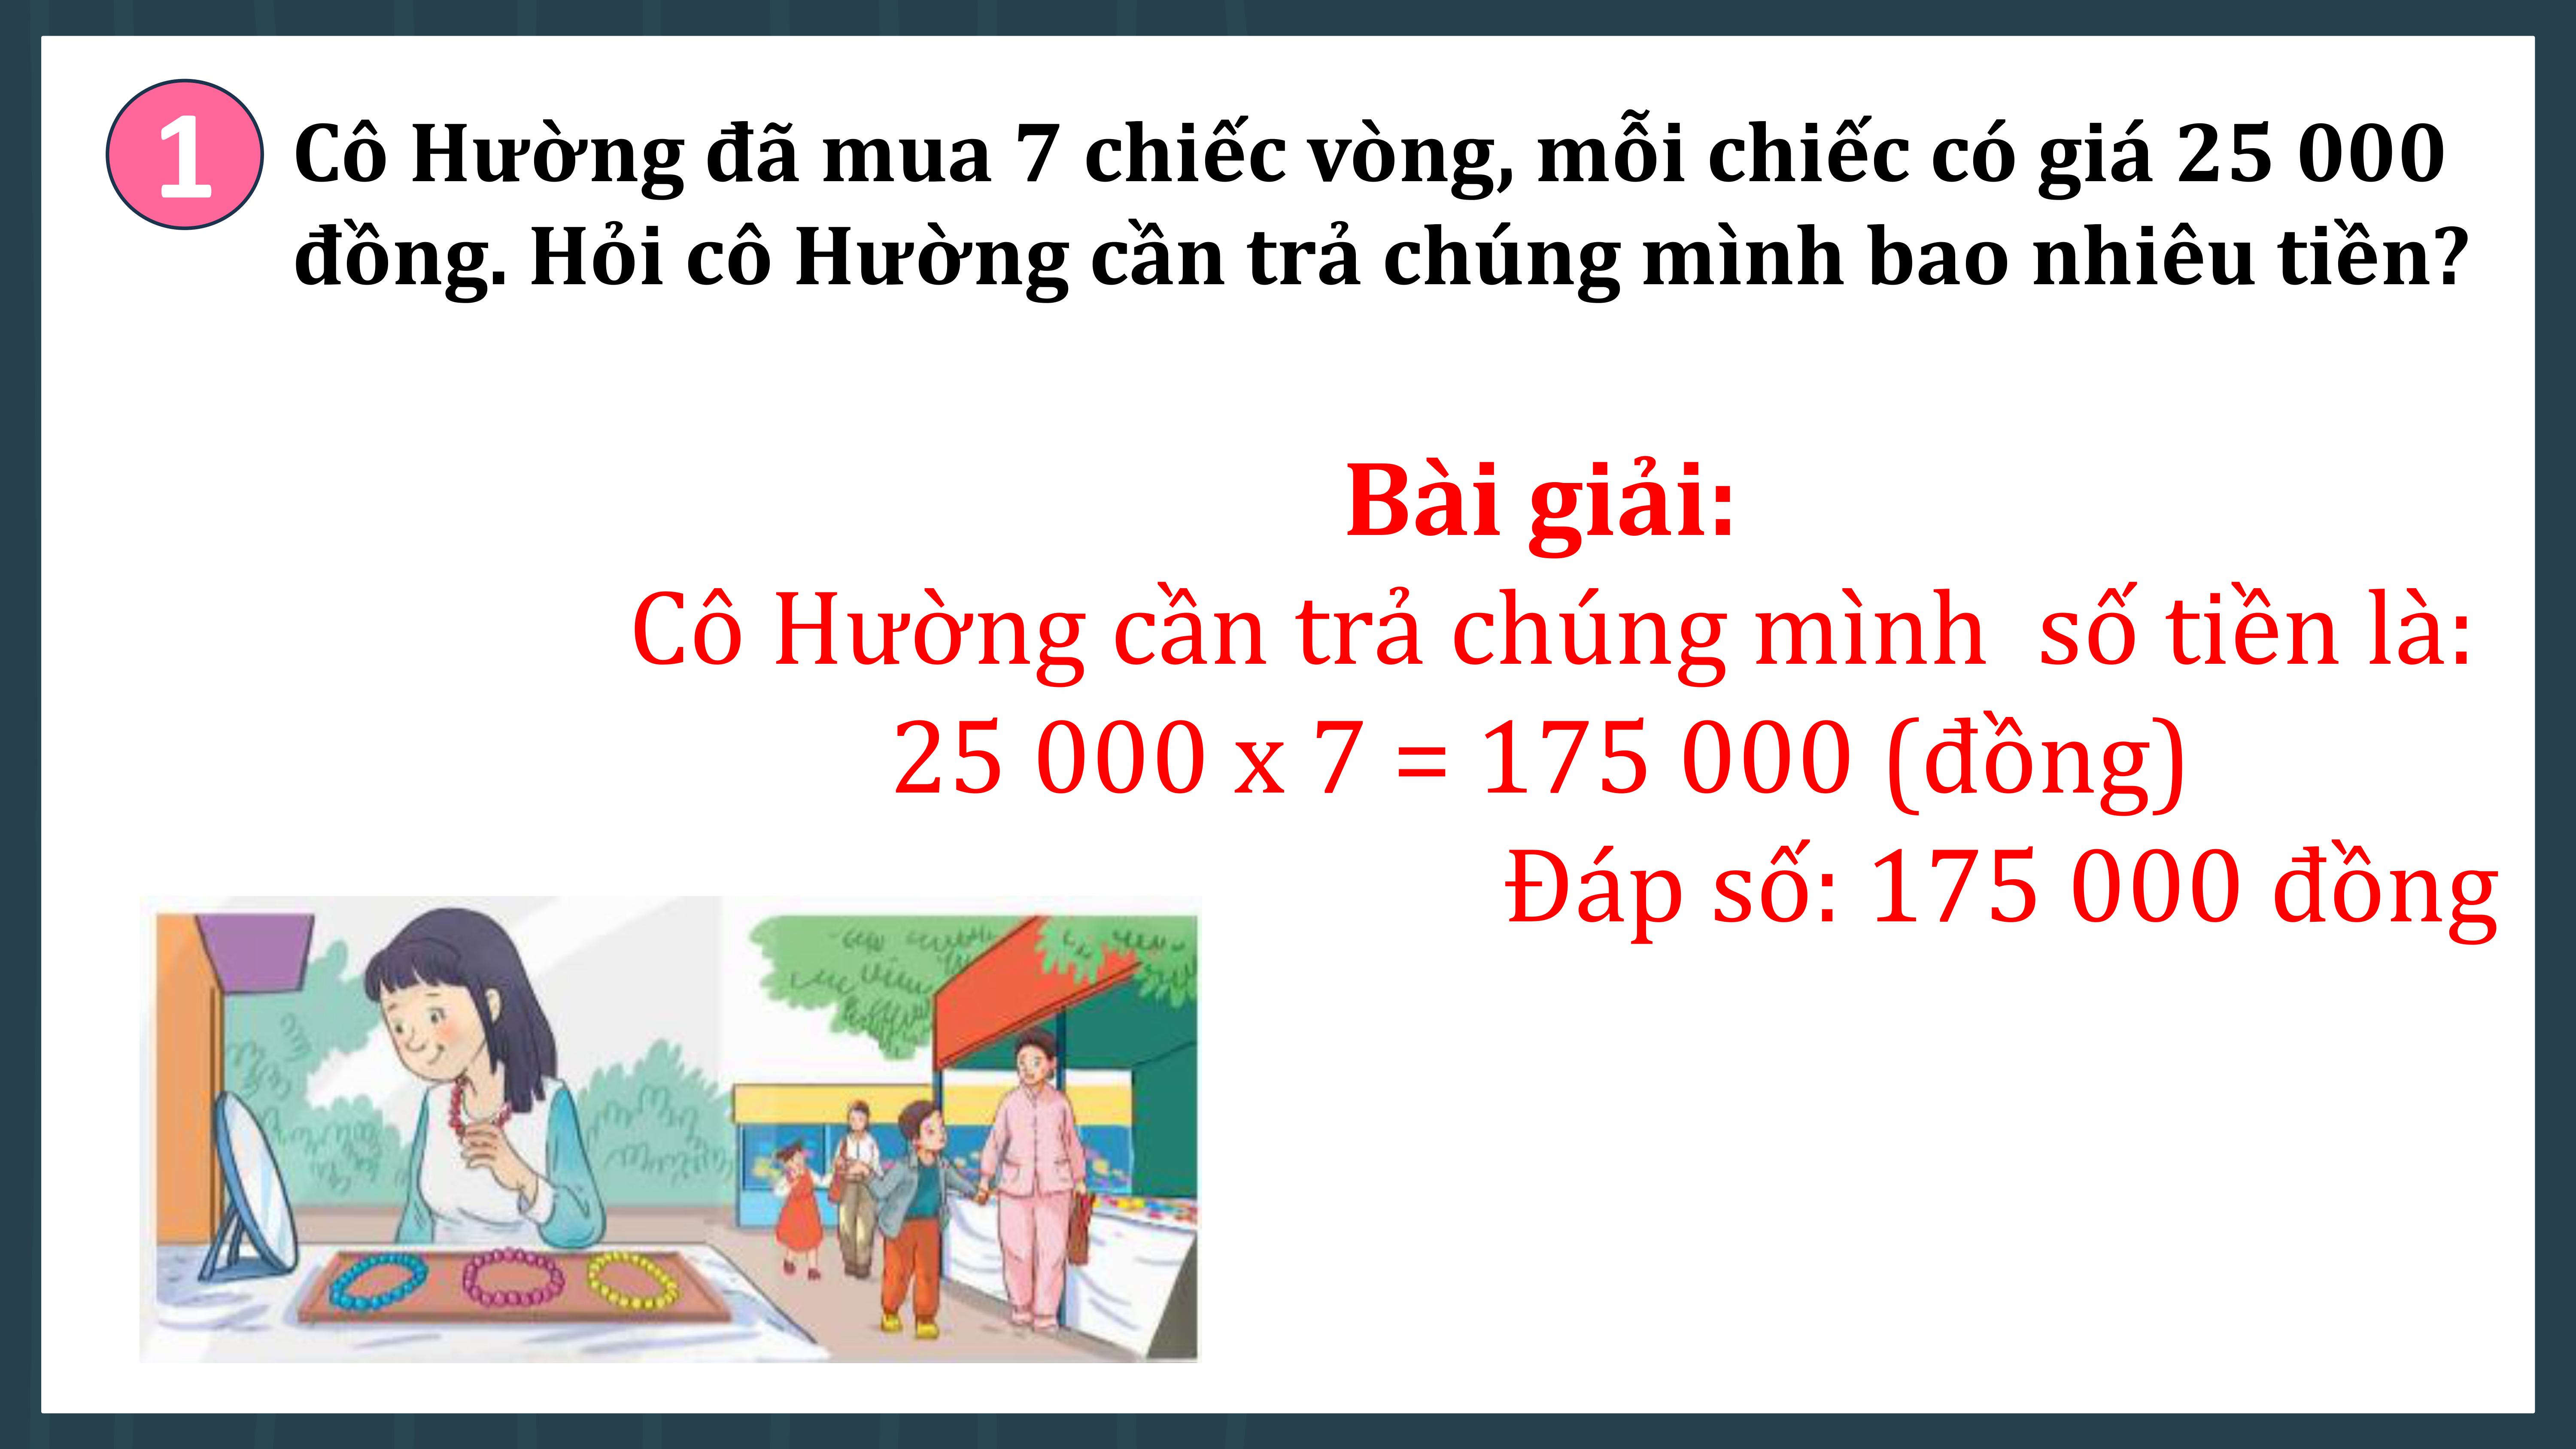 1
Cô Hường đã mua 7 chiếc vòng, mỗi chiếc có giá 25 000
đồng. Hỏi cô Hường cần trả chúng mình bao nhiêu tiền?
Bài giải:
Cô Hường cần trả chúng mình  số tiền là:
25 000 x 7 = 175 000 (đồng)
Đáp số: 175 000 đồng